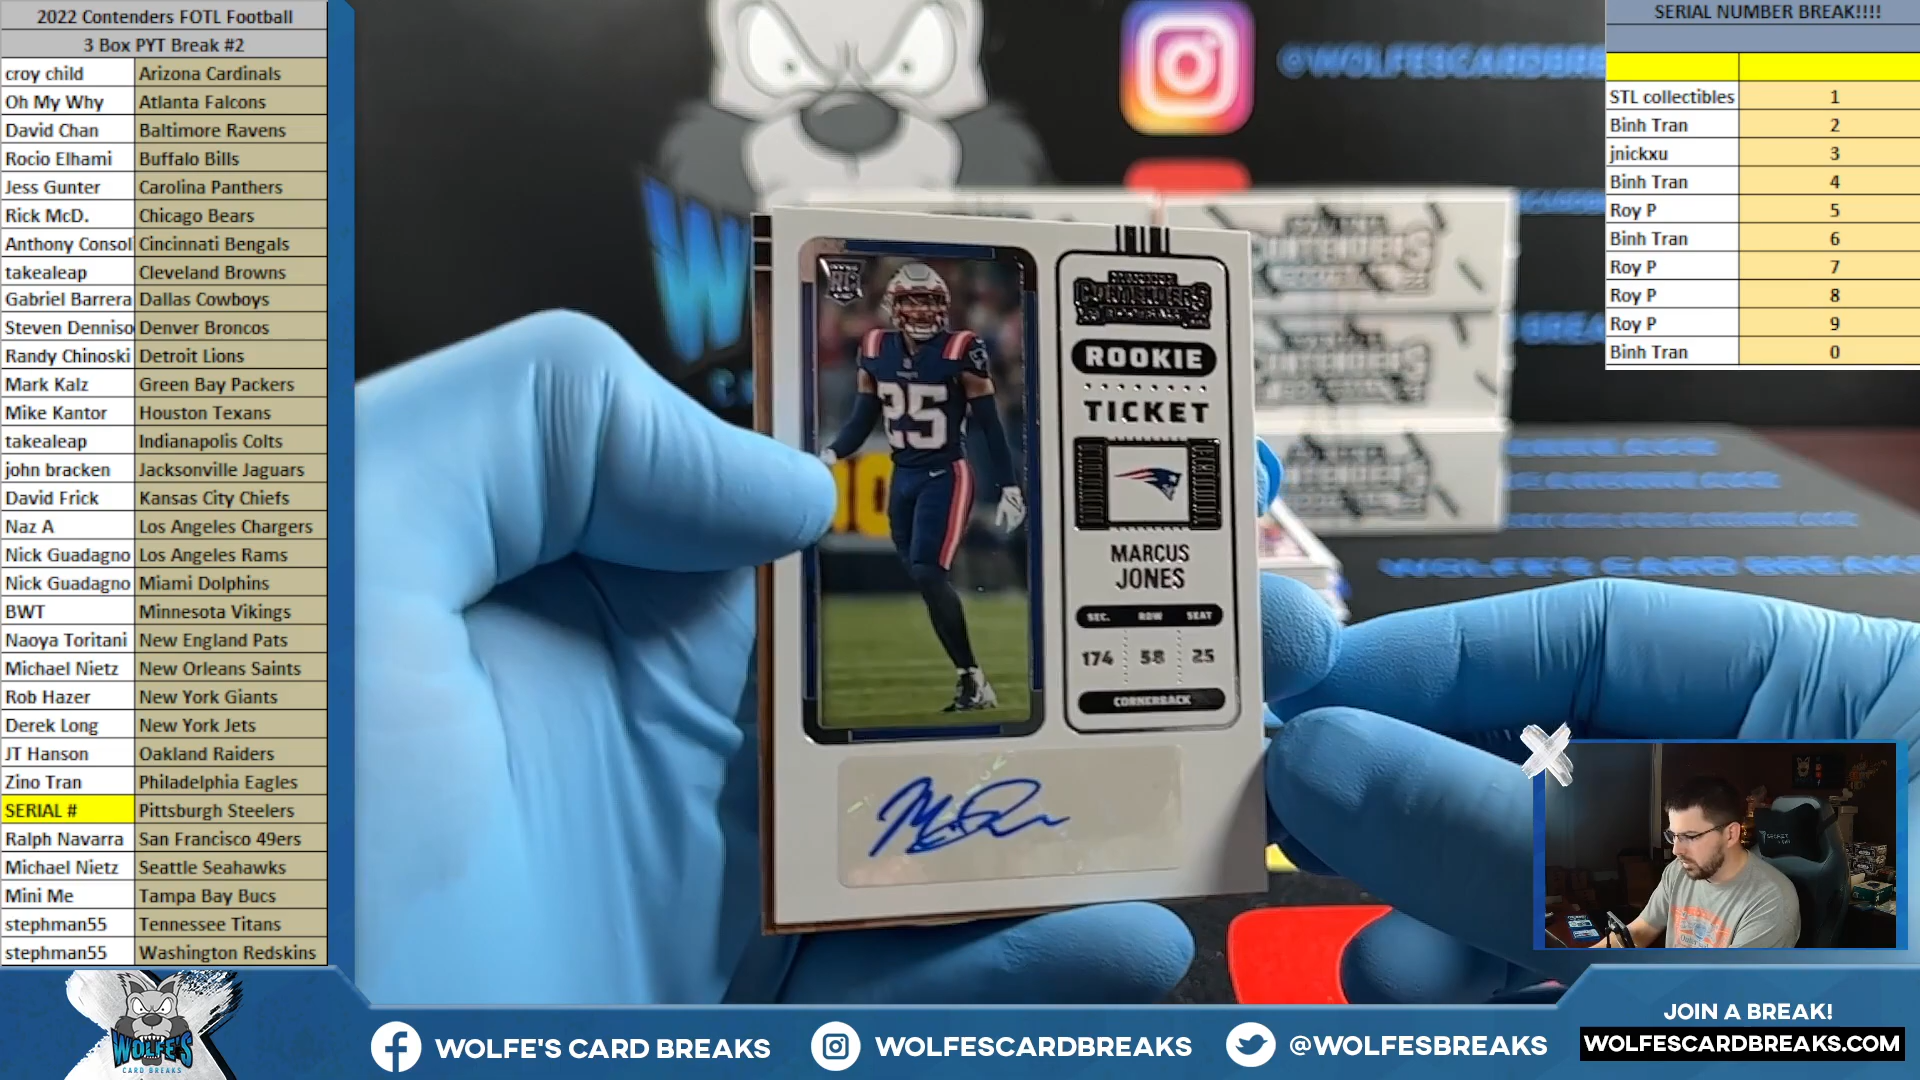 2022 Contenders FOTL Football
3 Box PYT Break #2
croy child Arizona Cardinals
Oh My Why Atlanta Falcons
David Chan Baltimore Ravens
Rocio Elhami Buffalo Bills
Jess Gunter Carolina Panthers
Rick McD. Chicago Bears
Anthony Consol Cincinnati Bengals
takealeap Cleveland Browns
Gabriel Barrera Dallas Cowboys
Steven Denniso Denver Broncos
Randy Chinoski Detroit Lions
Mark Kalz Green Bay Packers
Mike Kantor Houston Texans
takealeap Indianapolis Colts
john bracken Jacksonville Jaguars
David Frick Kansas City Chiefs
Naz A Los Angeles Chargers
Nick Guadagno Los Angeles Rams
Nick Guadagno Miami Dolphins
BWT Minnesota Vikings
Naoya Toritani New England Pats
Michael Nietz New Orleans Saints
Rob Hazer New York Giants
Derek Long New York Jets
JT Hanson Oakland Raiders
Zino Tran Philadelphia Eagles
SERIAL # Pittsburgh Steelers
Ralph Navarra San Francisco 49ers
Michael Nietz Seattle Seahawks
Mini Me Tampa Bay Bucs
stephman55 Tennessee Titans
stephman55 Washington Redskins
@WOLFESCARDBRE
RC
25
CONTENDERS
FOOTBALL
ROOKIE
TICKET
MARCUS
JONES
SEC. ROW SEAT
174 58 25
CORNERBACK
WOLFE'S CARD BREAKS
SERIAL NUMBER BREAK!!!!
STL collectibles 1
Binh Tran 2
jnickxu 3
Binh Tran 4
Roy P 5
Binh Tran 6
Roy P 7
Roy P 8
Roy P 9
Binh Tran 0
WOLFE'S
CARD BREAKS
WOLFE'S CARD BREAKS
WOLFESCARDBREAKS
@WOLFESBREAKS
JOIN A BREAK!
WOLFESCARDBREAKS.COM